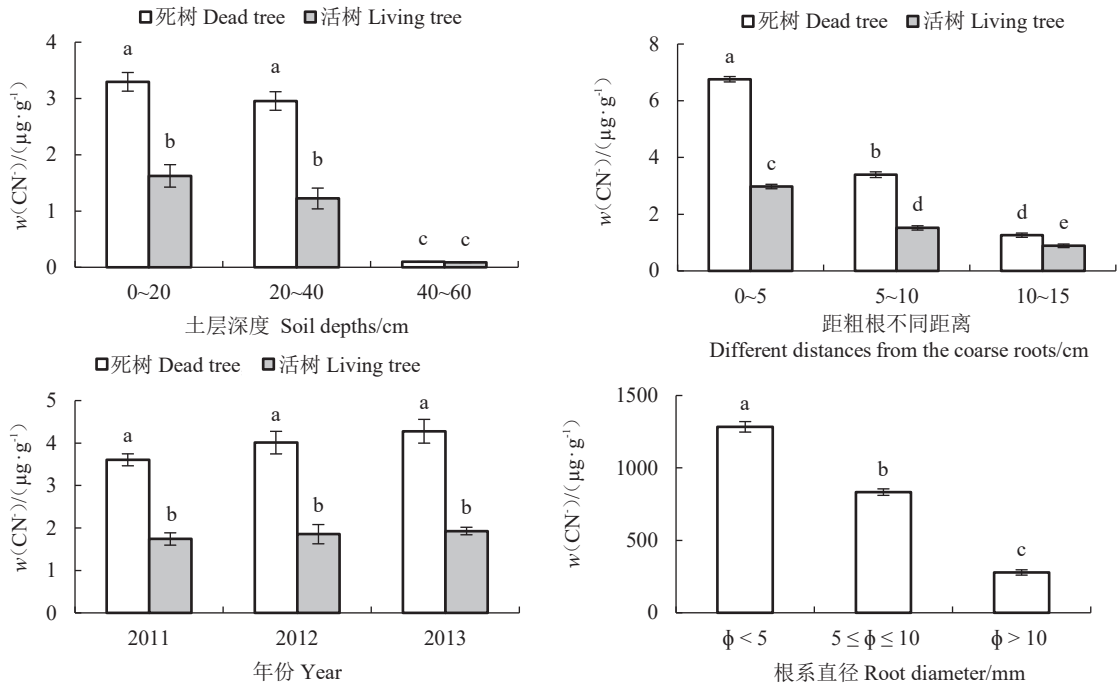 □死树 Dead tree ■活树 Living tree
w(CN⁻)/(μg·g⁻¹)
4
3
2
1
0
a
b
a
b
c c
0~20 20~40 40~60
土层深度 Soil depths/cm
□死树 Dead tree ■活树 Living tree
w(CN⁻)/(μg·g⁻¹)
8
6
4
2
0
a
c
b
d
d
e
0~5 5~10 10~15
距粗根不同距离
Different distances from the coarse roots/cm
□死树 Dead tree ■活树 Living tree
w(CN⁻)/(μg·g⁻¹)
5
4
3
2
1
0
a
b
a
b
a
b
2011 2012 2013
年份 Year
w(CN⁻)/(μg·g⁻¹)
1500
1000
500
0
a
b
c
ϕ < 5 5 ≤ ϕ ≤ 10 ϕ > 10
根系直径 Root diameter/mm